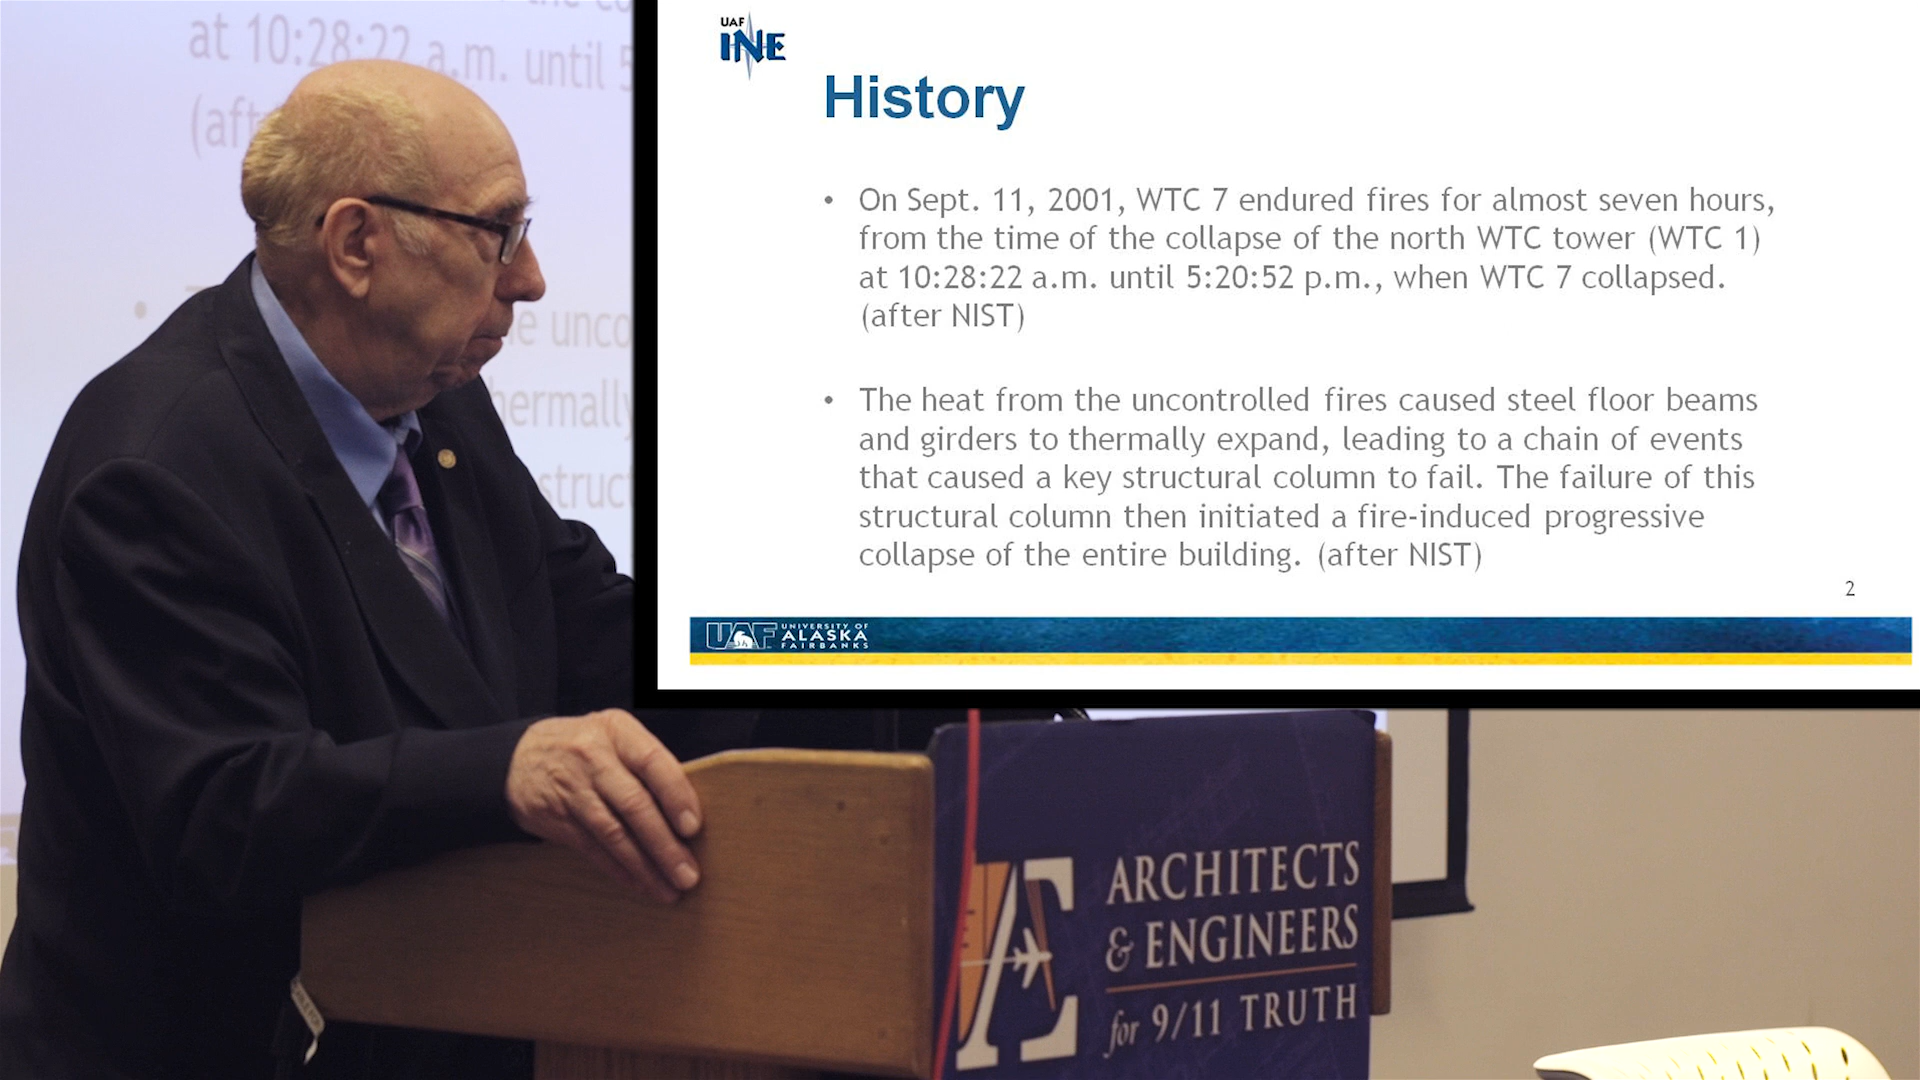 at 10:28:22 a.m. until 5
(aft
e unco
hermally
struct
UAF
INE
History
• On Sept. 11, 2001, WTC 7 endured fires for almost seven hours,
from the time of the collapse of the north WTC tower (WTC 1)
at 10:28:22 a.m. until 5:20:52 p.m., when WTC 7 collapsed.
(after NIST)
• The heat from the uncontrolled fires caused steel floor beams
and girders to thermally expand, leading to a chain of events
that caused a key structural column to fail. The failure of this
structural column then initiated a fire-induced progressive
collapse of the entire building. (after NIST)
2
UAF UNIVERSITY OF
ALASKA
FAIRBANKS
AE
ARCHITECTS
& ENGINEERS
for 9/11 TRUTH